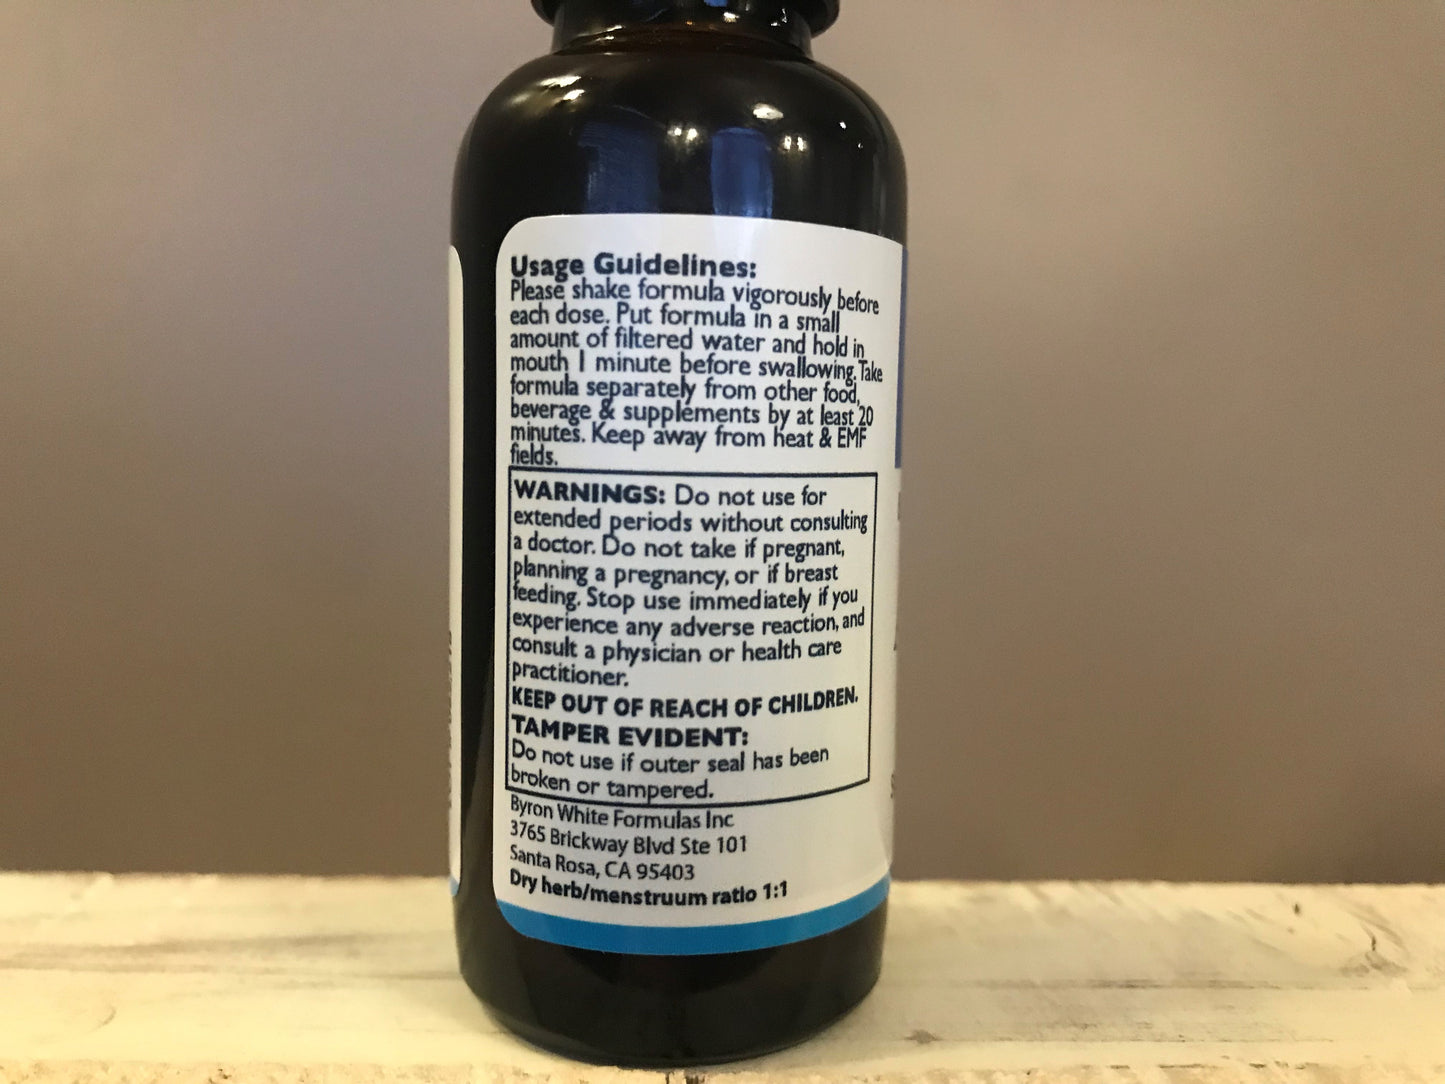 Usage Guidelines:
Please shake formula vigorously before
each dose. Put formula in a small
amount of filtered water and hold in
mouth 1 minute before swallowing. Take
formula separately from other food,
beverage & supplements by at least 20
minutes. Keep away from heat & EMF
fields.
WARNINGS: Do not use for
extended periods without consulting
a doctor. Do not take if pregnant,
planning a pregnancy, or if breast
feeding. Stop use immediately if you
experience any adverse reaction, and
consult a physician or health care
practitioner.
KEEP OUT OF REACH OF CHILDREN.
TAMPER EVIDENT:
Do not use if outer seal has been
broken or tampered.
Byron White Formulas Inc
3765 Brickway Blvd Ste 101
Santa Rosa, CA 95403
Dry herb/menstruum ratio 1:1